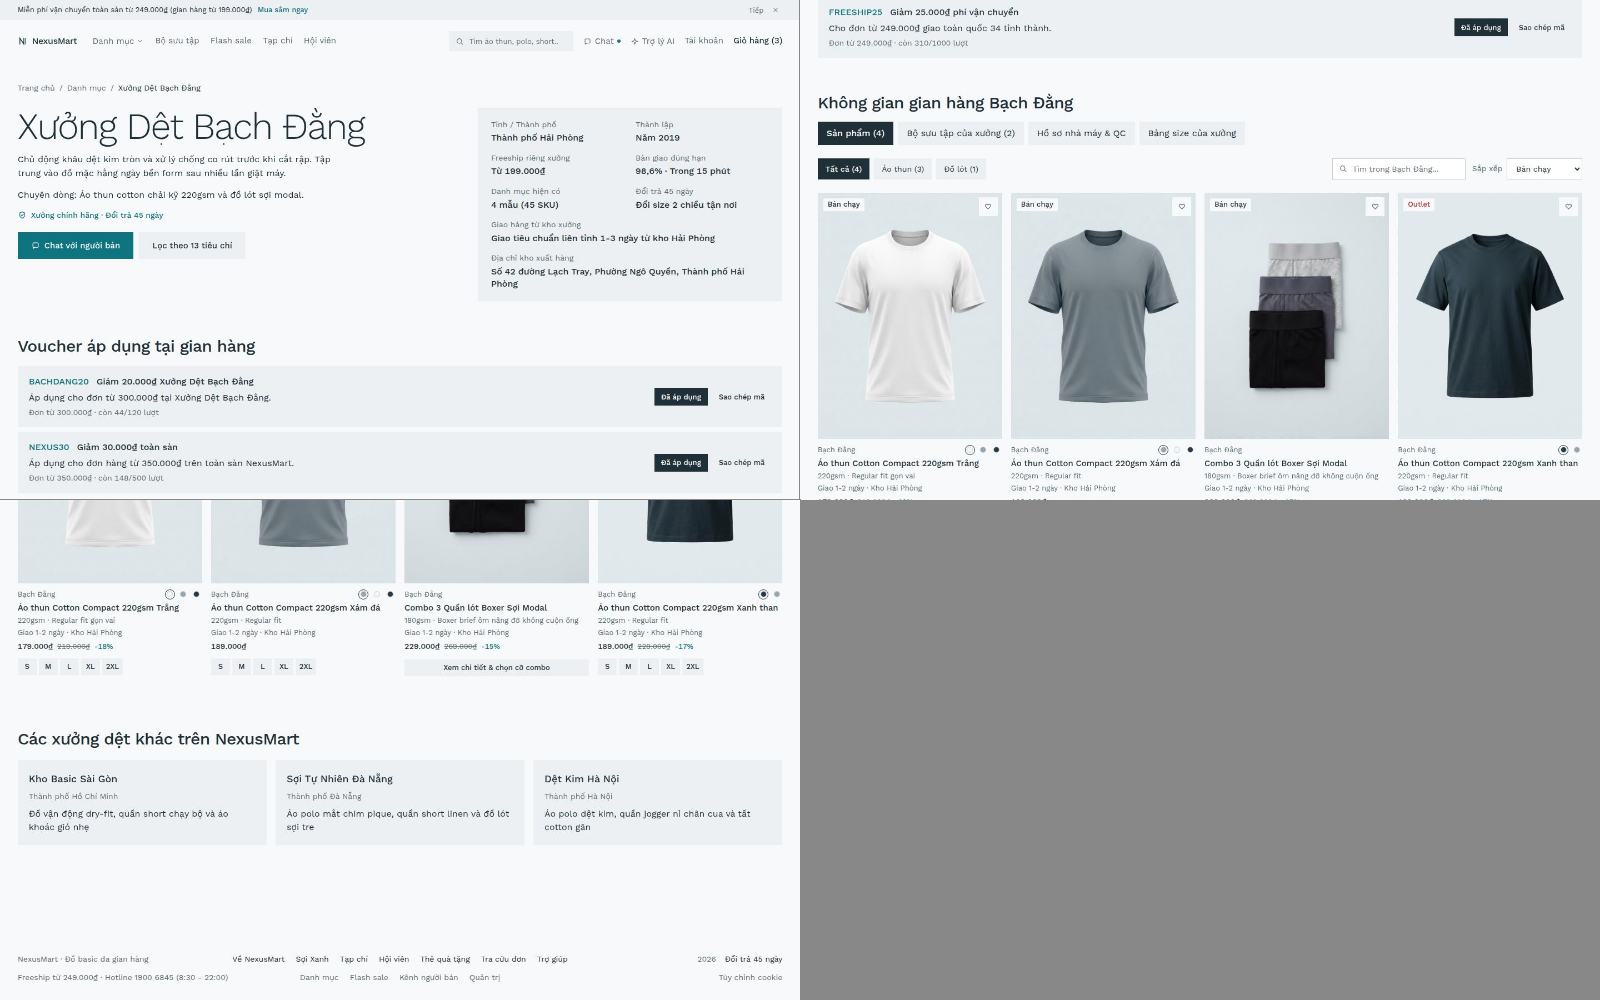 Miễn phí vận chuyển toàn sàn từ 249.000₫ (gian hàng từ 199.000₫) Mua sắm ngay
Tiếp ×
NexusMart Danh mục Bộ sưu tập Flash sale Tạp chí Hội viên
Tìm áo thun, polo, short.. Chat Trợ lý AI Tài khoản Giỏ hàng (3)
Trang chủ / Danh mục / Xưởng Dệt Bạch Đằng
Xưởng Dệt Bạch Đằng
Chủ động khâu dệt kim tròn và xử lý chống co rút trước khi cắt rập. Tập
trung vào đồ mặc hằng ngày bền form sau nhiều lần giặt máy.
Chuyên dòng: Áo thun cotton chải kỹ 220gsm và đồ lót sợi modal.
Xưởng chính hãng · Đổi trả 45 ngày
Chat với người bán
Lọc theo 13 tiêu chí
Tỉnh / Thành phố
Thành phố Hải Phòng
Thành lập
Năm 2019
Freeship riêng xưởng
Từ 199.000₫
Bàn giao đúng hạn
98,6% · Trong 15 phút
Danh mục hiện có
4 mẫu (45 SKU)
Đổi trả 45 ngày
Đổi size 2 chiều tận nơi
Giao hàng từ kho xưởng
Giao tiêu chuẩn liên tỉnh 1–3 ngày từ kho Hải Phòng
Địa chỉ kho xuất hàng
Số 42 đường Lạch Tray, Phường Ngô Quyền, Thành phố Hải
Phòng
Voucher áp dụng tại gian hàng
BACHDANG20 Giảm 20.000₫ Xưởng Dệt Bạch Đằng
Áp dụng cho đơn từ 300.000₫ tại Xưởng Dệt Bạch Đằng.
Đơn từ 300.000₫ · còn 44/120 lượt
Đã áp dụng
Sao chép mã
NEXUS30 Giảm 30.000₫ toàn sàn
Áp dụng cho đơn hàng từ 350.000₫ trên toàn sàn NexusMart.
Đơn từ 350.000₫ · còn 148/500 lượt
Đã áp dụng
Sao chép mã
FREESHIP25 Giảm 25.000₫ phí vận chuyển
Cho đơn từ 249.000₫ giao toàn quốc 34 tỉnh thành.
Đơn từ 249.000₫ · còn 310/1000 lượt
Đã áp dụng
Sao chép mã
Không gian gian hàng Bạch Đằng
Sản phẩm (4)
Bộ sưu tập của xưởng (2)
Hồ sơ nhà máy & QC
Bảng size của xưởng
Tất cả (4)
Áo thun (3)
Đồ lót (1)
Tìm trong Bạch Đằng...
Sắp xếp
Bán chạy
Bán chạy
Bán chạy
Bán chạy
Outlet
Bạch Đằng
Áo thun Cotton Compact 220gsm Trắng
220gsm · Regular fit gọn vai
Giao 1-2 ngày · Kho Hải Phòng
Bạch Đằng
Áo thun Cotton Compact 220gsm Xám đá
220gsm · Regular fit
Giao 1-2 ngày · Kho Hải Phòng
Bạch Đằng
Combo 3 Quần lót Boxer Sợi Modal
180gsm · Boxer brief ôm nâng đỡ không cuộn ống
Giao 1-2 ngày · Kho Hải Phòng
Bạch Đằng
Áo thun Cotton Compact 220gsm Xanh than
220gsm · Regular fit
Giao 1-2 ngày · Kho Hải Phòng
Bạch Đằng
Áo thun Cotton Compact 220gsm Trắng
220gsm · Regular fit gọn vai
Giao 1-2 ngày · Kho Hải Phòng
179.000₫ 219.000₫ -18%
S M L XL 2XL
Bạch Đằng
Áo thun Cotton Compact 220gsm Xám đá
220gsm · Regular fit
Giao 1-2 ngày · Kho Hải Phòng
189.000₫
S M L XL 2XL
Bạch Đằng
Combo 3 Quần lót Boxer Sợi Modal
180gsm · Boxer brief ôm nâng đỡ không cuộn ống
Giao 1-2 ngày · Kho Hải Phòng
229.000₫ 269.000₫ -15%
Xem chi tiết & chọn cỡ combo
Bạch Đằng
Áo thun Cotton Compact 220gsm Xanh than
220gsm · Regular fit
Giao 1-2 ngày · Kho Hải Phòng
189.000₫ 229.000₫ -17%
S M L XL 2XL
Các xưởng dệt khác trên NexusMart
Kho Basic Sài Gòn
Thành phố Hồ Chí Minh
Đồ vận động dry-fit, quần short chạy bộ và áo
khoác gió nhẹ
Sợi Tự Nhiên Đà Nẵng
Thành phố Đà Nẵng
Áo polo mắt chim pique, quần short linen và đồ lót
sợi tre
Dệt Kim Hà Nội
Thành phố Hà Nội
Áo polo dệt kim, quần jogger nỉ chân cua và tất
cotton gân
NexusMart · Đồ basic đa gian hàng
Về NexusMart Sợi Xanh Tạp chí Hội viên Thẻ quà tặng Tra cứu đơn Trợ giúp
2026 Đổi trả 45 ngày
Freeship từ 249.000₫ · Hotline 1900 6845 (8:30 – 22:00)
Danh mục Flash sale Kênh người bán Quản trị
Tùy chỉnh cookie